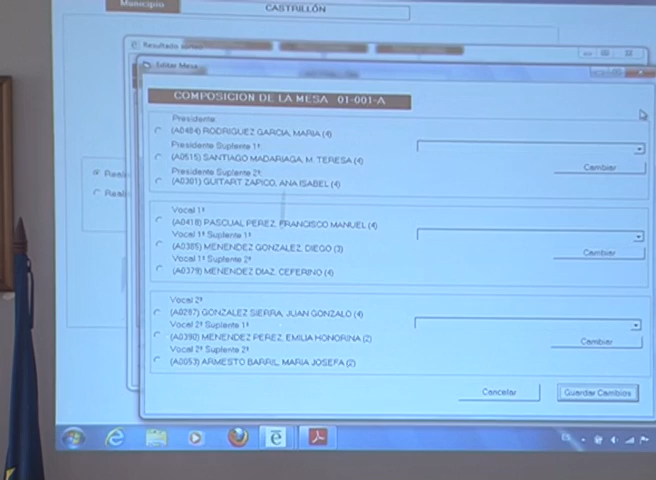 Municipio
CASTRILLÓN
Resultado sorteo
Editar Mesa
COMPOSICION DE LA MESA 01-001-A
Presidente
(A0484) RODRIGUEZ GARCIA, MARIA (4)
Presidente Suplente 1º
(A0515) SANTIAGO MADARIAGA, M. TERESA (4)
Cambiar
Presidente Suplente 2º
(A0301) GUITART ZAPICO, ANA ISABEL (4)
Vocal 1º
(A0418) PASCUAL PEREZ, FRANCISCO MANUEL (4)
Vocal 1º Suplente 1º
(A0385) MENENDEZ GONZALEZ, DIEGO (3)
Cambiar
Vocal 1º Suplente 2º
(A0379) MENENDEZ DIAZ, CEFERINO (4)
Vocal 2º
(A0287) GONZALEZ SIERRA, JUAN GONZALO (4)
Vocal 2º Suplente 1º
(A0390) MENENDEZ PEREZ, EMILIA HONORINA (2)
Cambiar
Vocal 2º Suplente 2º
(A0053) ARMESTO BARRIL, MARIA JOSEFA (2)
Cancelar
Guardar Cambios
ES